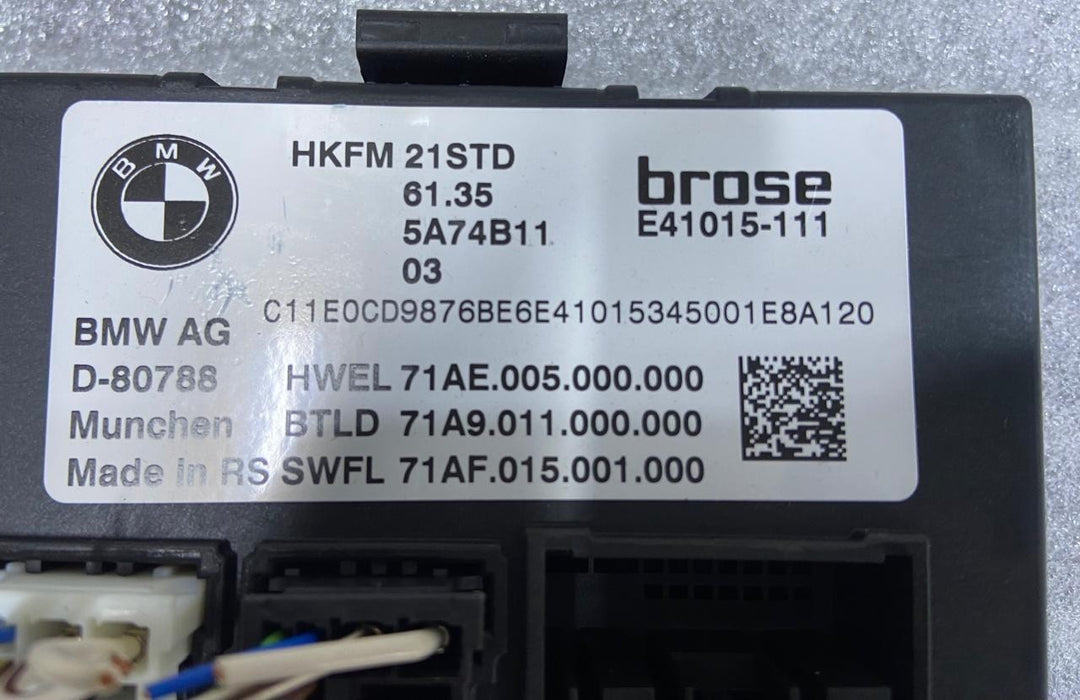 BMW
HKFM 21STD
61.35
5A74B11
03
brose
E41015-111
C11E0CD9876BE6E41015345001E8A120
BMW AG
D-80788
Munchen
Made in RS
HWEL 71AE.005.000.000
BTLD 71A9.011.000.000
SWFL 71AF.015.001.000